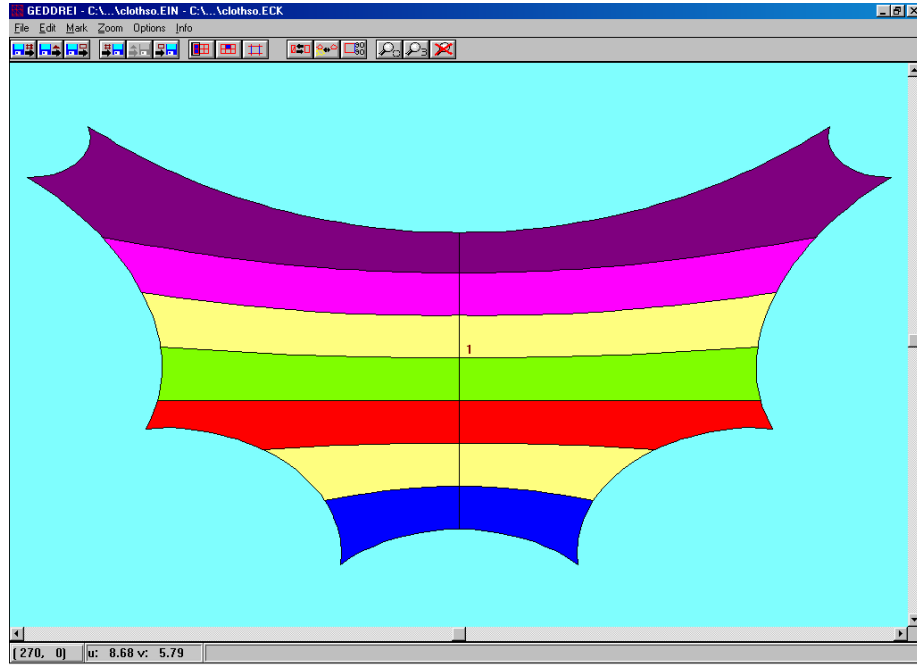 GEDDREI - C:\...\clothso.EIN - C:\...\clothso.ECK
File Edit Mark Zoom Options Info
1
(270, 0) u: 8.68 v: 5.79